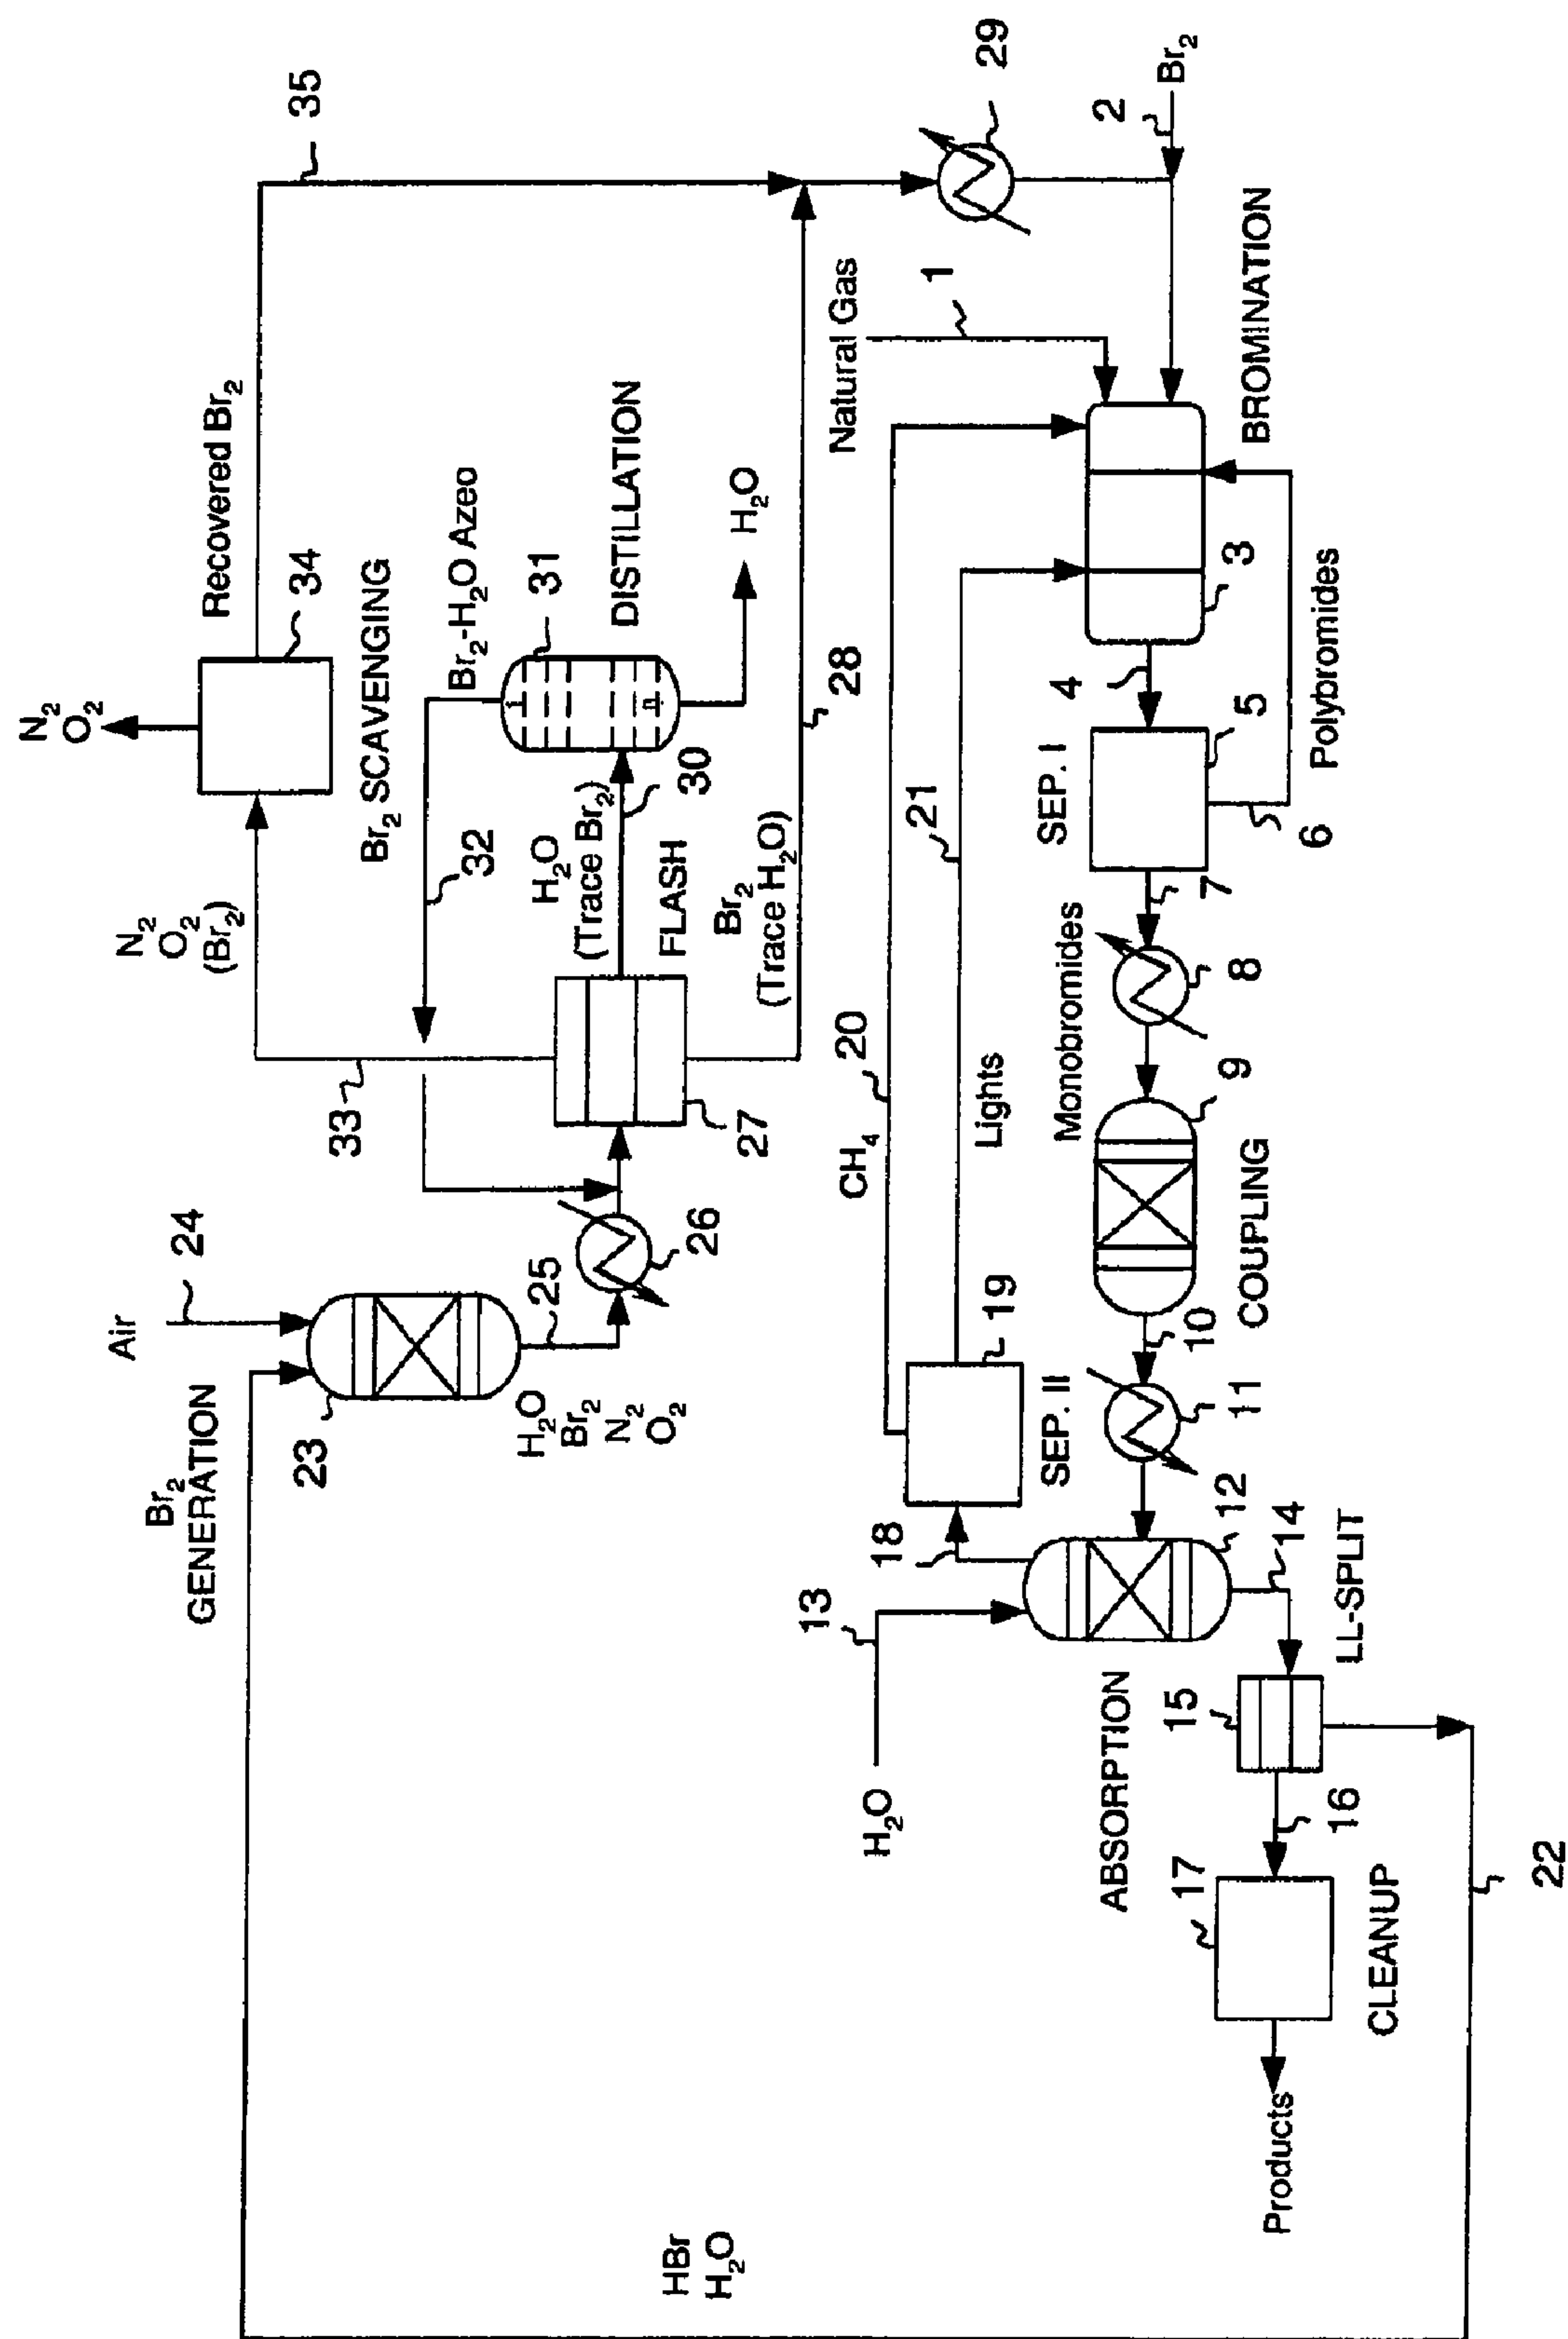 N₂
O₂
Recovered Br₂
35
34
Br₂ SCAVENGING
N₂
O₂
(Br₂)
33
32
Br₂-H₂O Azeo
31
DISTILLATION
1
n
H₂O
30
H₂O
(Trace Br₂)
FLASH
Br₂
(Trace H₂O)
28
27
29
2
Br₂
Air
24
Br₂
GENERATION
23
25
H₂O
Br₂
N₂
O₂
26
Natural Gas
1
BROMINATION
3
4
SEP. I
5
Polybromides
6
7
Monobromides
8
9
COUPLING
10
11
CH₄
20
21
Lights
19
SEP. II
18
12
13
H₂O
ABSORPTION
14
LL-SPLIT
15
16
17
CLEANUP
Products
22
HBr
H₂O